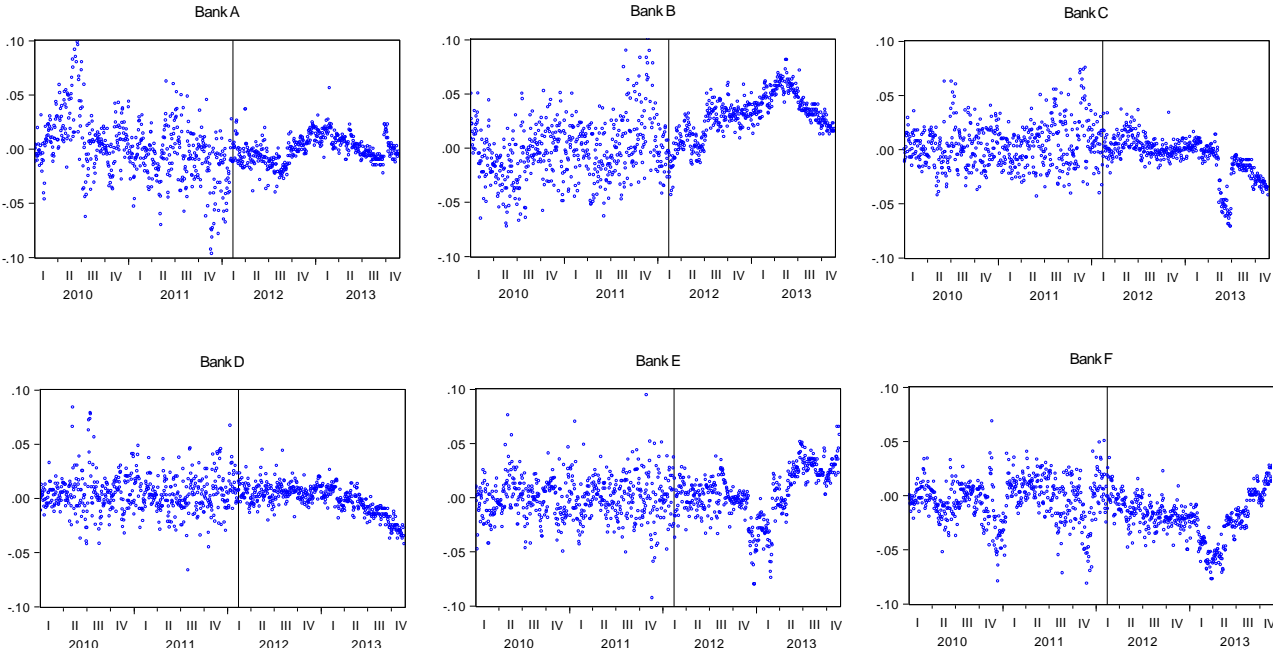 Bank A
.10
.05
.00
-.05
-.10
I II III IV I II III IV I II III I II III IV
2010 2011 2012 2013
Bank B
.10
.05
.00
-.05
-.10
I II III IV I II III IV I II III IV I II III IV
2010 2011 2012 2013
Bank C
.10
.05
.00
-.05
-.10
I II III IV I II III IV I II III IV I II III IV
2010 2011 2012 2013
Bank D
.10
.05
.00
-.05
-.10
I II III IV I II III IV I II III IV I II III IV
2010 2011 2012 2013
Bank E
.10
.05
.00
-.05
-.10
I II III IV I II III IV I II III IV I II III IV
2010 2011 2012 2013
Bank F
.10
.05
.00
-.05
-.10
I II III IV I II III IV I II III IV I II III IV
2010 2011 2012 2013